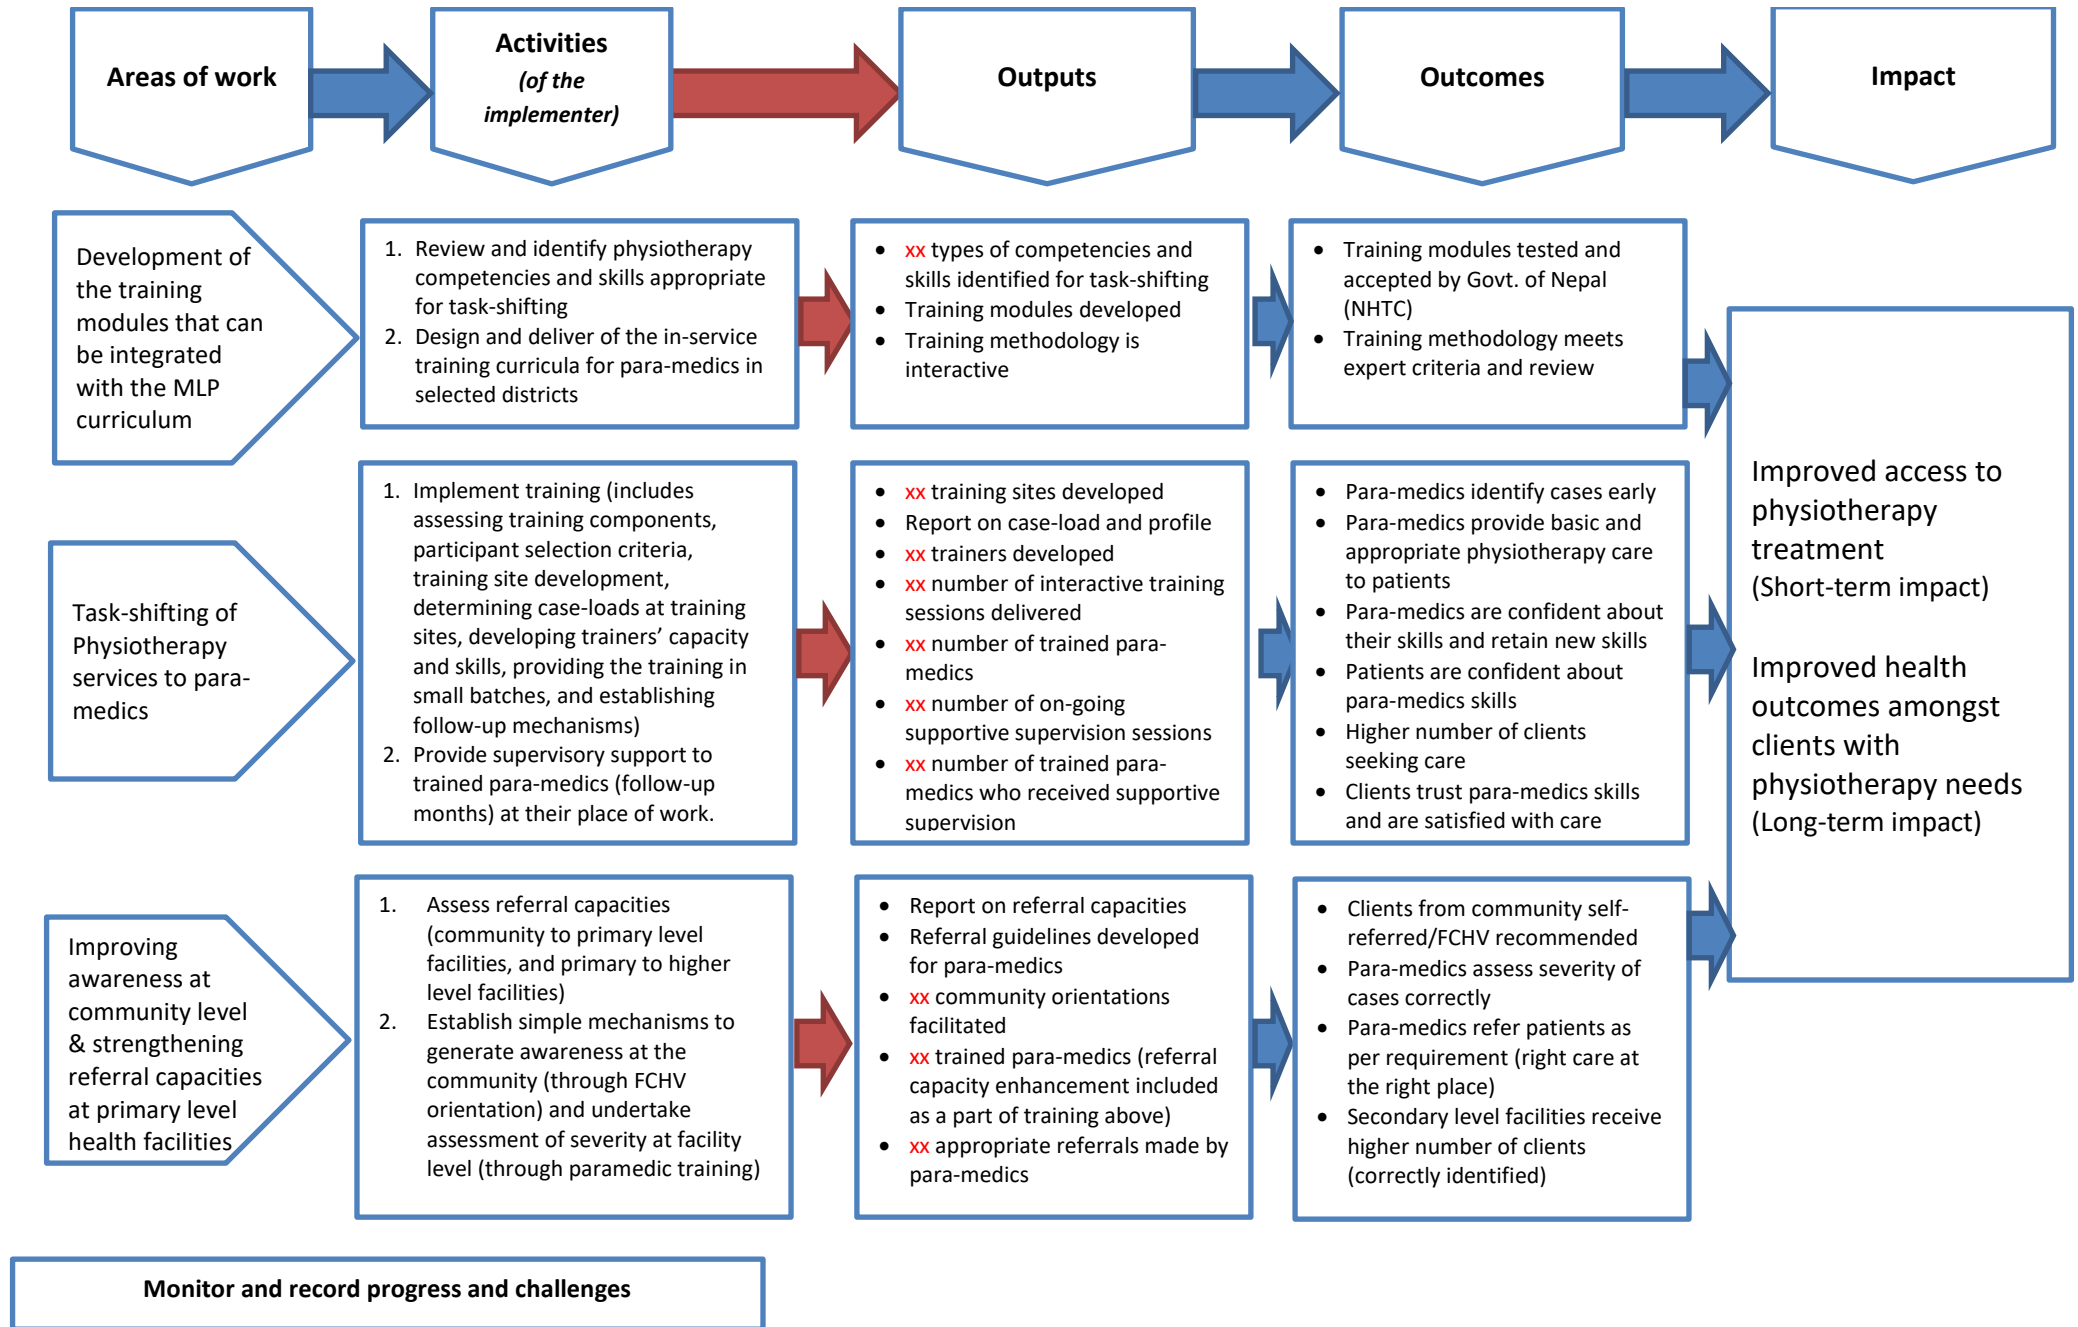 Areas of work
Activities
(of the
implementer)
Outputs
Outcomes
Impact
Development of
the training
modules that can
be integrated
with the MLP
curriculum
1. Review and identify physiotherapy
competencies and skills appropriate
for task-shifting
2. Design and deliver of the in-service
training curricula for para-medics in
selected districts
• xx types of competencies and
skills identified for task-shifting
• Training modules developed
• Training methodology is
interactive
• Training modules tested and
accepted by Govt. of Nepal
(NHTC)
• Training methodology meets
expert criteria and review
Task-shifting of
Physiotherapy
services to para-
medics
1. Implement training (includes
assessing training components,
participant selection criteria,
training site development,
determining case-loads at training
sites, developing trainers’ capacity
and skills, providing the training in
small batches, and establishing
follow-up mechanisms)
2. Provide supervisory support to
trained para-medics (follow-up
months) at their place of work.
• xx training sites developed
• Report on case-load and profile
• xx trainers developed
• xx number of interactive training
sessions delivered
• xx number of trained para-
medics
• xx number of on-going
supportive supervision sessions
• xx number of trained para-
medics who received supportive
supervision
• Para-medics identify cases early
• Para-medics provide basic and
appropriate physiotherapy care
to patients
• Para-medics are confident about
their skills and retain new skills
• Patients are confident about
para-medics skills
• Higher number of clients
seeking care
• Clients trust para-medics skills
and are satisfied with care
Improved access to
physiotherapy
treatment
(Short-term impact)
Improved health
outcomes amongst
clients with
physiotherapy needs
(Long-term impact)
Improving
awareness at
community level
& strengthening
referral capacities
at primary level
health facilities
1. Assess referral capacities
(community to primary level
facilities, and primary to higher
level facilities)
2. Establish simple mechanisms to
generate awareness at the
community (through FCHV
orientation) and undertake
assessment of severity at facility
level (through paramedic training)
• Report on referral capacities
• Referral guidelines developed
for para-medics
• xx community orientations
facilitated
• xx trained para-medics (referral
capacity enhancement included
as a part of training above)
• xx appropriate referrals made by
para-medics
• Clients from community self-
referred/FCHV recommended
• Para-medics assess severity of
cases correctly
• Para-medics refer patients as
per requirement (right care at
the right place)
• Secondary level facilities receive
higher number of clients
(correctly identified)
Monitor and record progress and challenges